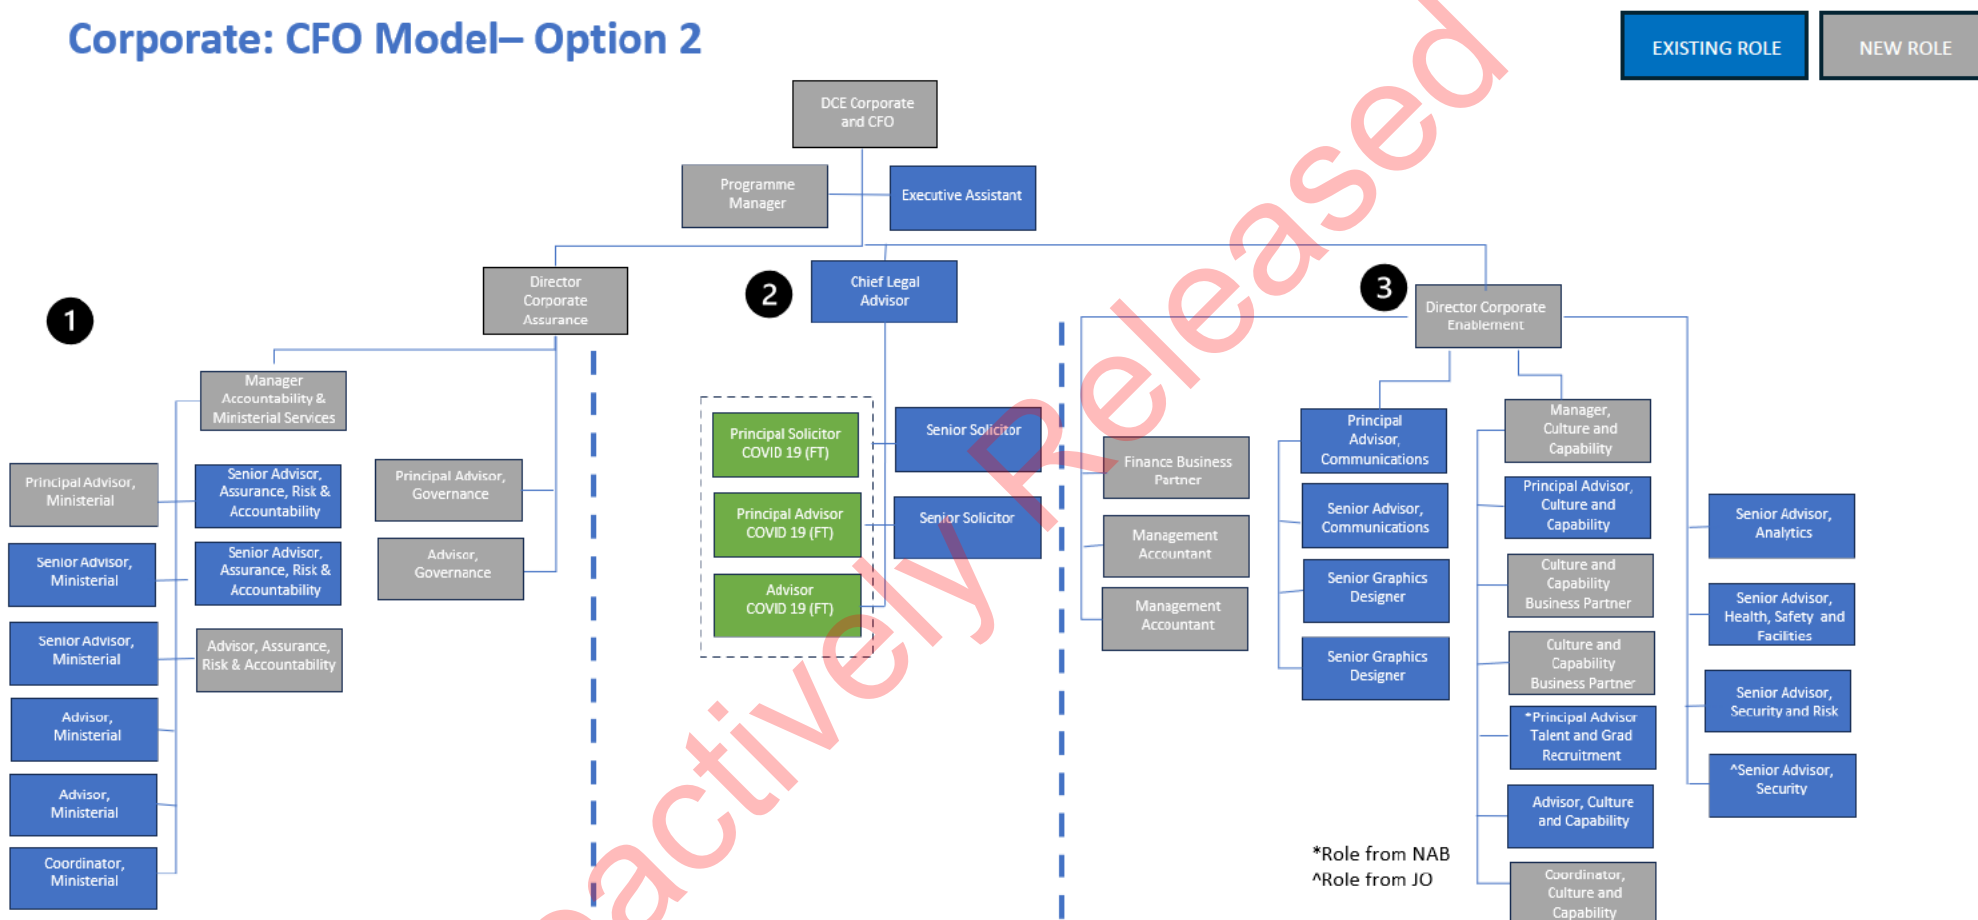 Corporate: CFO Model– Option 2
EXISTING ROLE
NEW ROLE
DCE Corporate
and CFO
Programme
Manager
Executive Assistant
1
Director
Corporate
Assurance
2
Chief Legal
Advisor
3
Director Corporate
Enablement
Manager
Accountability &
Ministerial Services
Principal Advisor,
Ministerial
Senior Advisor,
Ministerial
Senior Advisor,
Ministerial
Advisor,
Ministerial
Advisor,
Ministerial
Coordinator,
Ministerial
Senior Advisor,
Assurance, Risk &
Accountability
Senior Advisor,
Assurance, Risk &
Accountability
Advisor, Assurance,
Risk & Accountability
Principal Advisor,
Governance
Advisor,
Governance
Principal Solicitor
COVID 19 (FT)
Principal Advisor
COVID 19 (FT)
Advisor
COVID 19 (FT)
Senior Solicitor
Senior Solicitor
Finance Business
Partner
Management
Accountant
Management
Accountant
Principal
Advisor,
Communications
Senior Advisor,
Communications
Senior Graphics
Designer
Senior Graphics
Designer
Manager,
Culture and
Capability
Principal Advisor,
Culture and
Capability
Culture and
Capability
Business Partner
Culture and
Capability
Business Partner
*Principal Advisor
Talent and Grad
Recruitment
Advisor, Culture
and Capability
Coordinator,
Culture and
Capability
Senior Advisor,
Analytics
Senior Advisor,
Health, Safety and
Facilities
Senior Advisor,
Security and Risk
^Senior Advisor,
Security
*Role from NAB
^Role from JO
actively Released